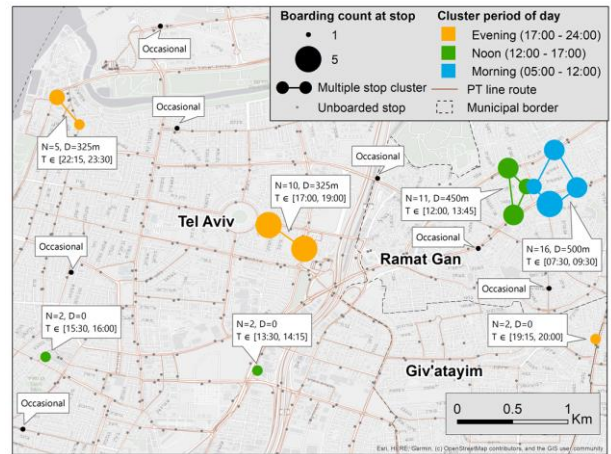 Boarding count at stop
1
5
Multiple stop cluster
Unboarded stop
Cluster period of day
Evening (17:00 - 24:00)
Noon (12:00 - 17:00)
Morning (05:00 - 12:00)
PT line route
Municipal border
Occasional
Occasional
N=5, D=325m
T ∈ [22:15, 23:30]
Occasional
N=10, D=325m
T ∈ [17:00, 19:00]
Tel Aviv
N=11, D=450m
T ∈ [12:00, 13:45]
Occasional
Ramat Gan
N=16, D=500m
T ∈ [07:30, 09:30]
Occasional
Occasional
N=2, D=0
T ∈ [15:30, 16:00]
N=2, D=0
T ∈ [13:30, 14:15]
N=2, D=0
T ∈ [19:15, 20:00]
Giv'atayim
Occasional
0 0.5 1
Km
Esri, HERE, Garmin, (c) OpenStreetMap contributors, and the GIS user community